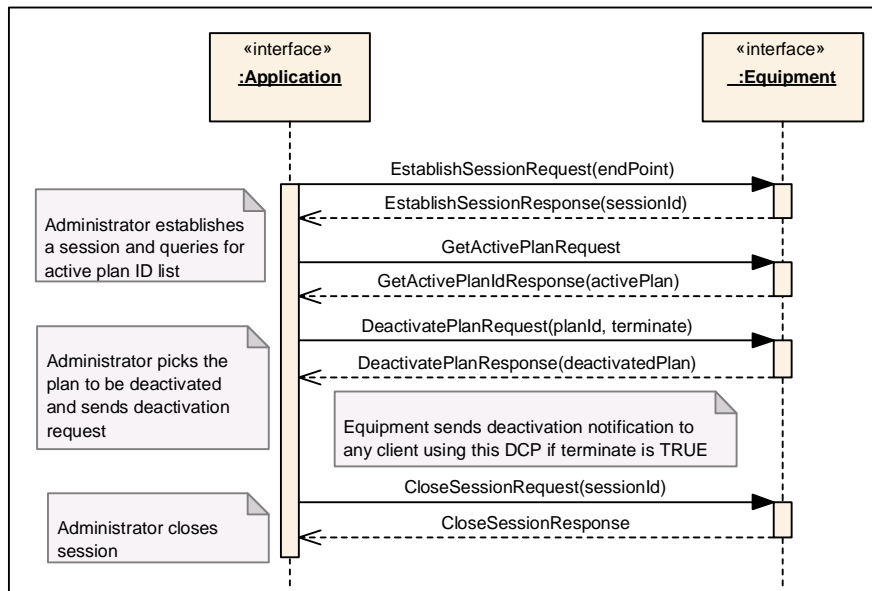 «interface»
:Application
«interface»
:Equipment
EstablishSessionRequest(endPoint)
EstablishSessionResponse(sessionId)
Administrator establishes
a session and queries for
active plan ID list
GetActivePlanRequest
GetActivePlanIdResponse(activePlan)
DeactivatePlanRequest(planId, terminate)
Administrator picks the
plan to be deactivated
and sends deactivation
request
DeactivatePlanResponse(deactivatedPlan)
Equipment sends deactivation notification to
any client using this DCP if terminate is TRUE
CloseSessionRequest(sessionId)
Administrator closes
session
CloseSessionResponse